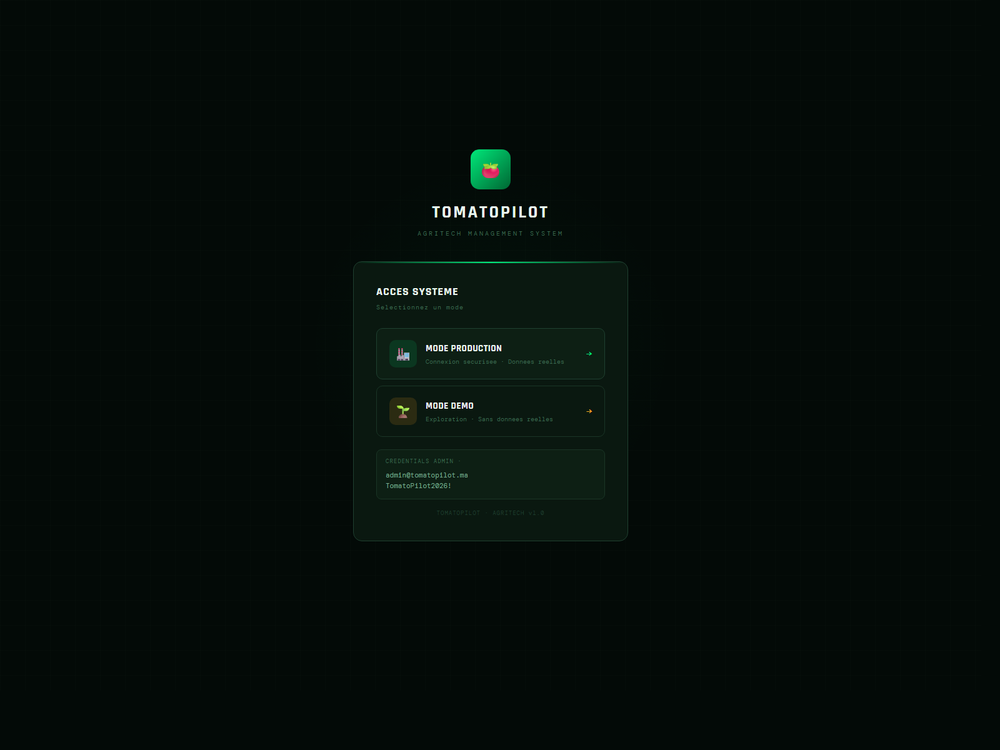 TOMATOPILOT
AGRITECH MANAGEMENT SYSTEM
ACCES SYSTEME
Selectionnez un mode
MODE PRODUCTION
Connexion securisee · Donnees reelles
→
MODE DEMO
Exploration · Sans donnees reelles
→
CREDENTIALS ADMIN ·
admin@tomatopilot.ma
TomatoPilot2026!
TOMATOPILOT · AGRITECH v1.0